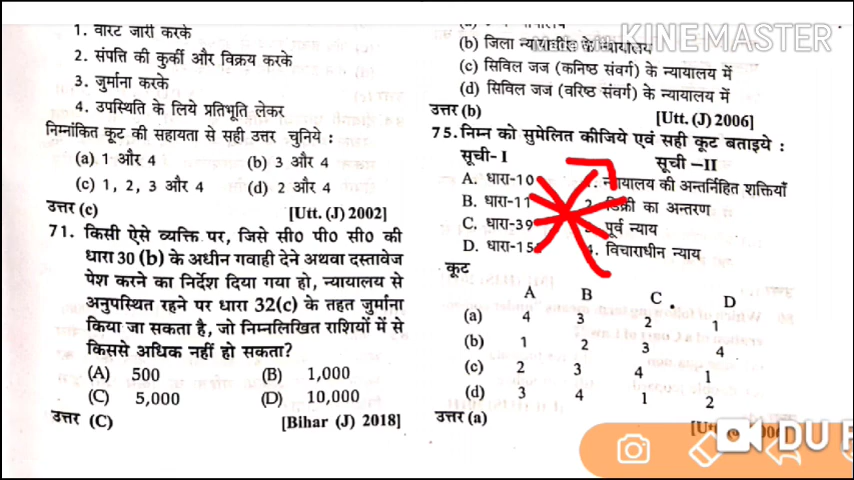 1. वारंट जारी करके
2. संपत्ति की कुर्की और विक्रय करके
3. जुर्माना करके
4. उपस्थिति के लिये प्रतिभूति लेकर
निम्नांकित कूट की सहायता से सही उत्तर चुनिये :
(a) 1 और 4 (b) 3 और 4
(c) 1, 2, 3 और 4 (d) 2 और 4
उत्तर (c) [Utt. (J) 2002]
71. किसी ऐसे व्यक्ति पर, जिसे सी० पी० सी० की
धारा 30 (b) के अधीन गवाही देने अथवा दस्तावेज
पेश करने का निर्देश दिया गया हो, न्यायालय से
अनुपस्थित रहने पर धारा 32(c) के तहत जुर्माना
किया जा सकता है, जो निम्नलिखित राशियों में से
किससे अधिक नहीं हो सकता?
(A) 500 (B) 1,000
(C) 5,000 (D) 10,000
उत्तर (C) [Bihar (J) 2018]
KINEMASTER
(b) जिला न्यायाधीश के न्यायालय
(c) सिविल जज (कनिष्ठ संवर्ग) के न्यायालय में
(d) सिविल जज (वरिष्ठ संवर्ग) के न्यायालय में
उत्तर (b) [Utt. (J) 2006]
75. निम्न को सुमेलित कीजिये एवं सही कूट बताइये :
सूची- I सूची –II
A. धारा-10 1. न्यायालय की अन्तर्निहित शक्तियाँ
B. धारा-11 2. डिक्री का अन्तरण
C. धारा-39 पूर्व न्याय
D. धारा-151 4. विचाराधीन न्याय
कूट
A B C D
(a) 4 3 2 1
(b) 1 2 3 4
(c) 2 3 4 1
(d) 3 4 1 2
उत्तर (a)
DU